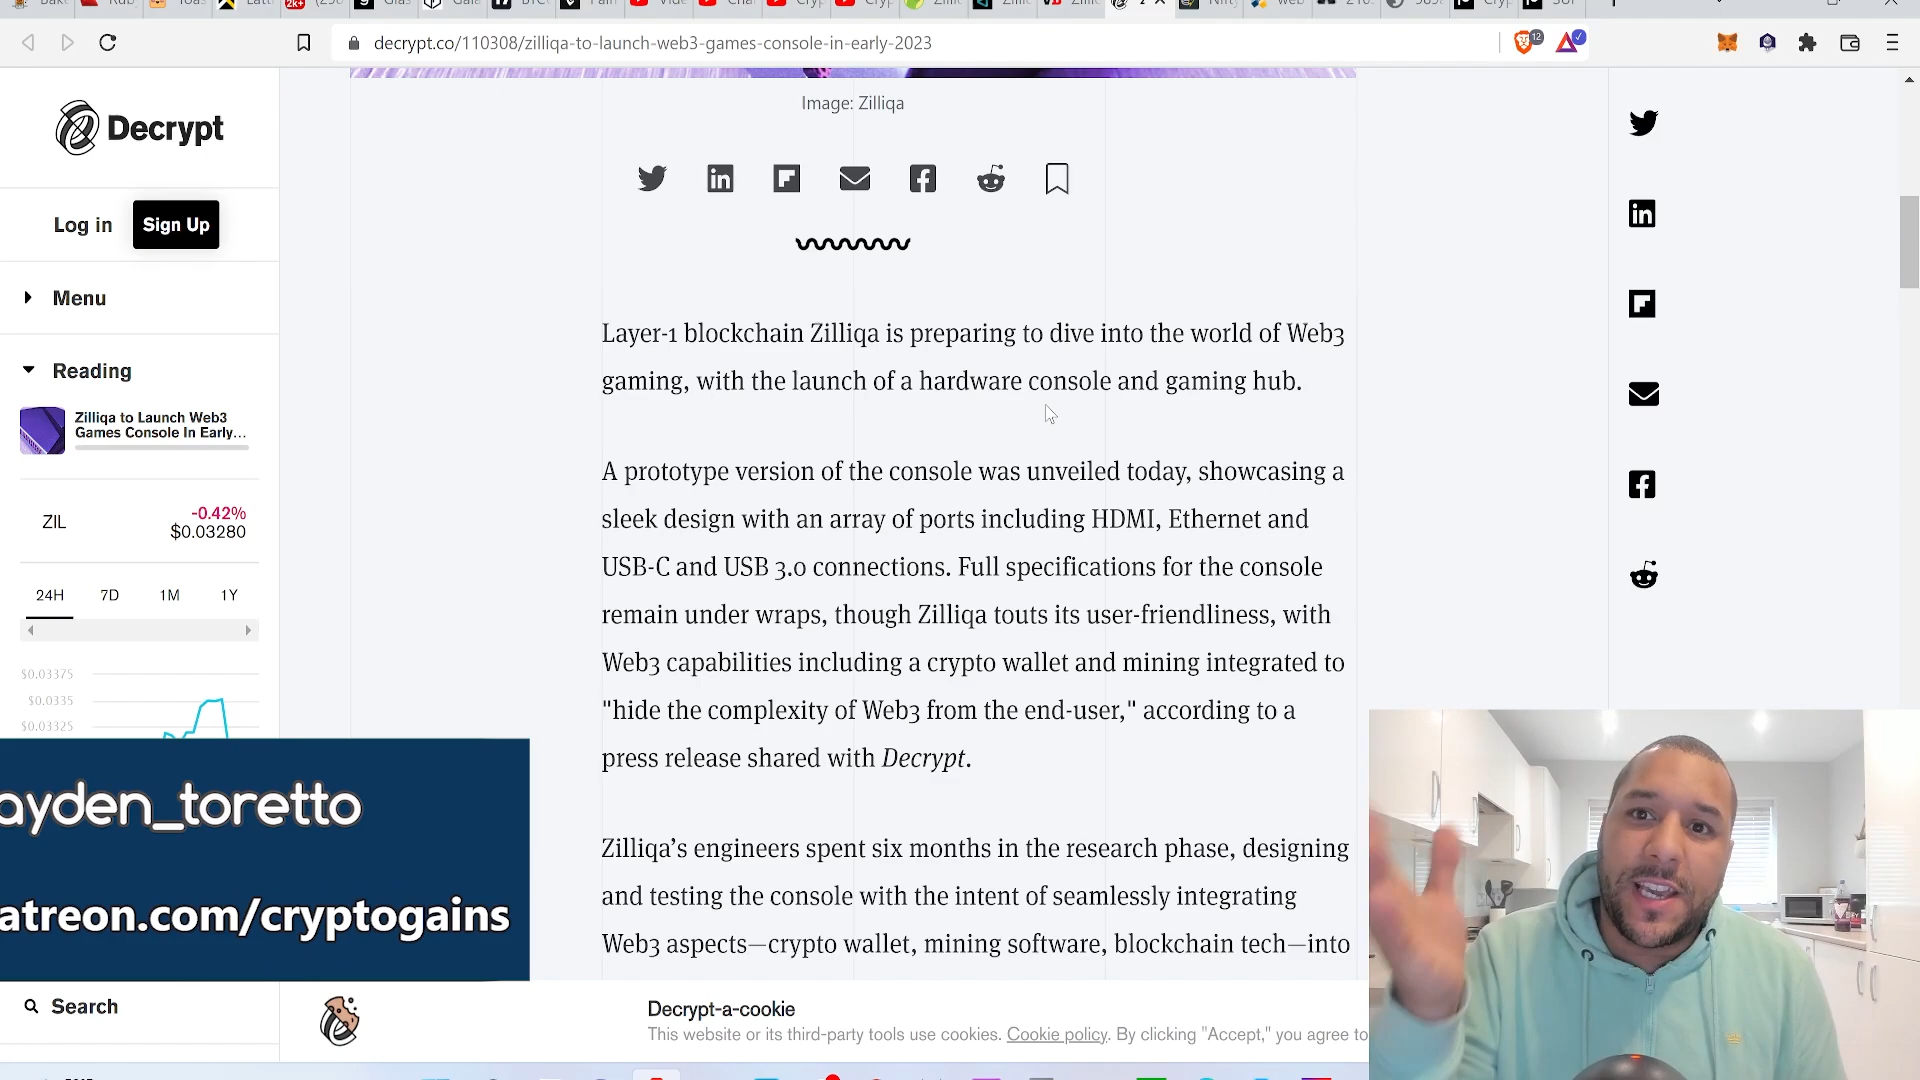 2k+
decrypt.co/110308/zilliqa-to-launch-web3-games-console-in-early-2023
12
Decrypt
Log in
Sign Up
Menu
Reading
Zilliqa to Launch Web3
Games Console In Early...
ZIL
-0.42%
$0.03280
24H 7D 1M 1Y
$0.03375
$0.0335
$0.03325
ayden_toretto
atreon.com/cryptogains
Search
Image: Zilliqa
Layer-1 blockchain Zilliqa is preparing to dive into the world of Web3
gaming, with the launch of a hardware console and gaming hub.
A prototype version of the console was unveiled today, showcasing a
sleek design with an array of ports including HDMI, Ethernet and
USB-C and USB 3.0 connections. Full specifications for the console
remain under wraps, though Zilliqa touts its user-friendliness, with
Web3 capabilities including a crypto wallet and mining integrated to
"hide the complexity of Web3 from the end-user," according to a
press release shared with Decrypt.
Zilliqa’s engineers spent six months in the research phase, designing
and testing the console with the intent of seamlessly integrating
Web3 aspects—crypto wallet, mining software, blockchain tech—into
Decrypt-a-cookie
This website or its third-party tools use cookies. Cookie policy. By clicking "Accept," you agree to